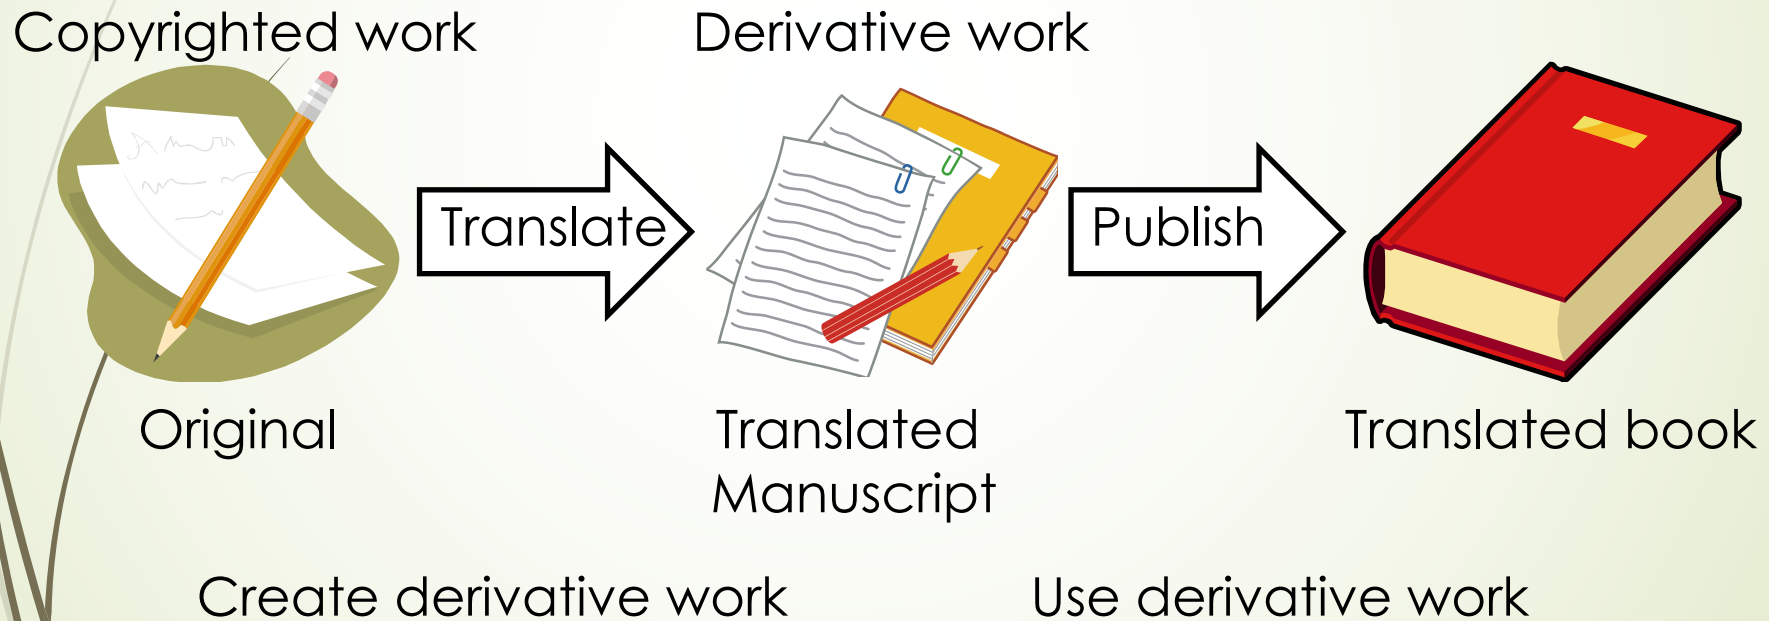 Copyrighted work
Derivative work
Translate
Publish
Original
Translated
Manuscript
Translated book
Create derivative work
Use derivative work